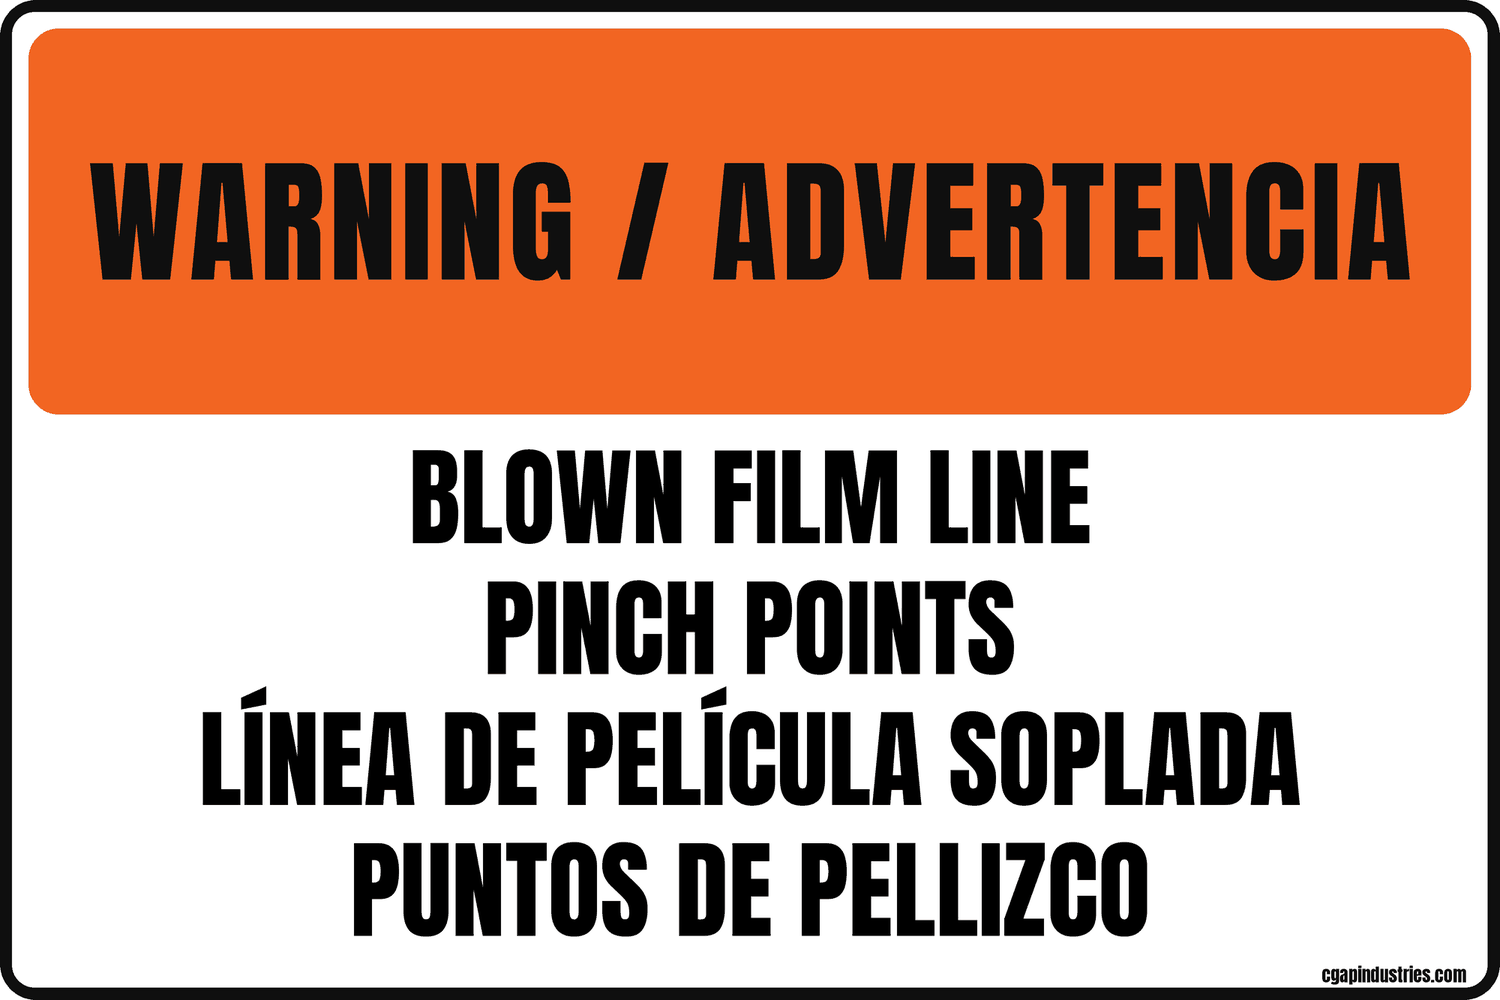 WARNING / ADVERTENCIA
BLOWN FILM LINE
PINCH POINTS
LÍNEA DE PELÍCULA SOPLADA
PUNTOS DE PELLIZCO
cgapindustries.com